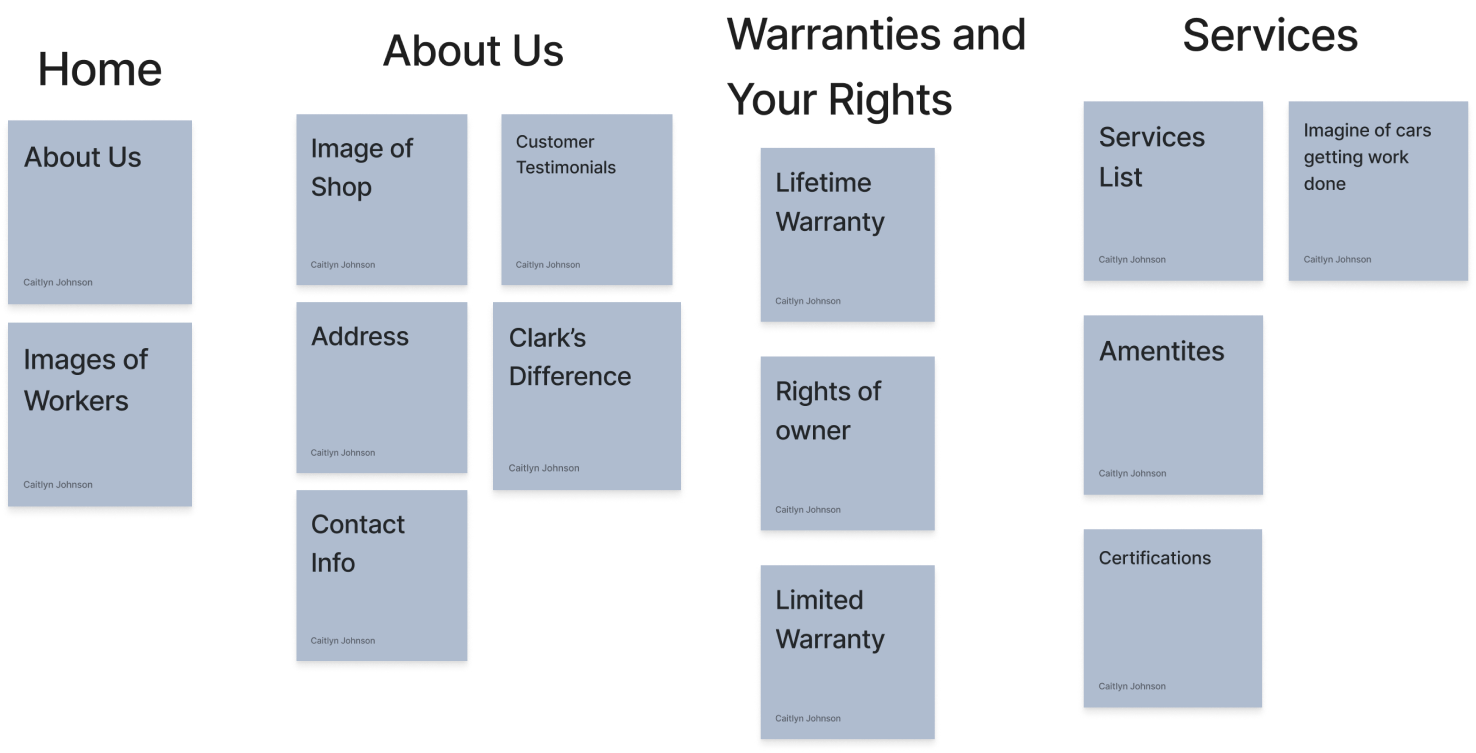 Home
About Us
Caitlyn Johnson
Images of
Workers
Caitlyn Johnson
About Us
Image of
Shop
Caitlyn Johnson
Customer
Testimonials
Caitlyn Johnson
Address
Caitlyn Johnson
Clark's
Difference
Caitlyn Johnson
Contact
Info
Caitlyn Johnson
Warranties and
Your Rights
Lifetime
Warranty
Caitlyn Johnson
Rights of
owner
Caitlyn Johnson
Limited
Warranty
Caitlyn Johnson
Services
Services
List
Caitlyn Johnson
Imagine of cars
getting work
done
Caitlyn Johnson
Amentites
Caitlyn Johnson
Certifications
Caitlyn Johnson